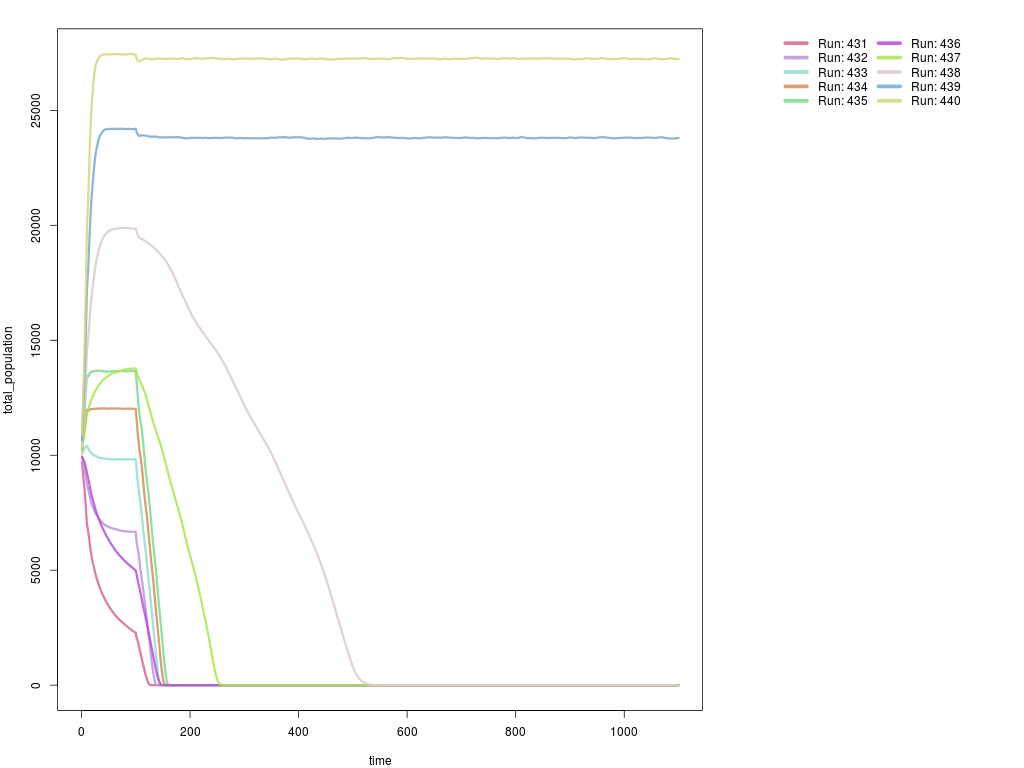 total_population
25000
20000
15000
10000
5000
0
0 200 400 600 800 1000
time
Run: 431 Run: 436
Run: 432 Run: 437
Run: 433 Run: 438
Run: 434 Run: 439
Run: 435 Run: 440